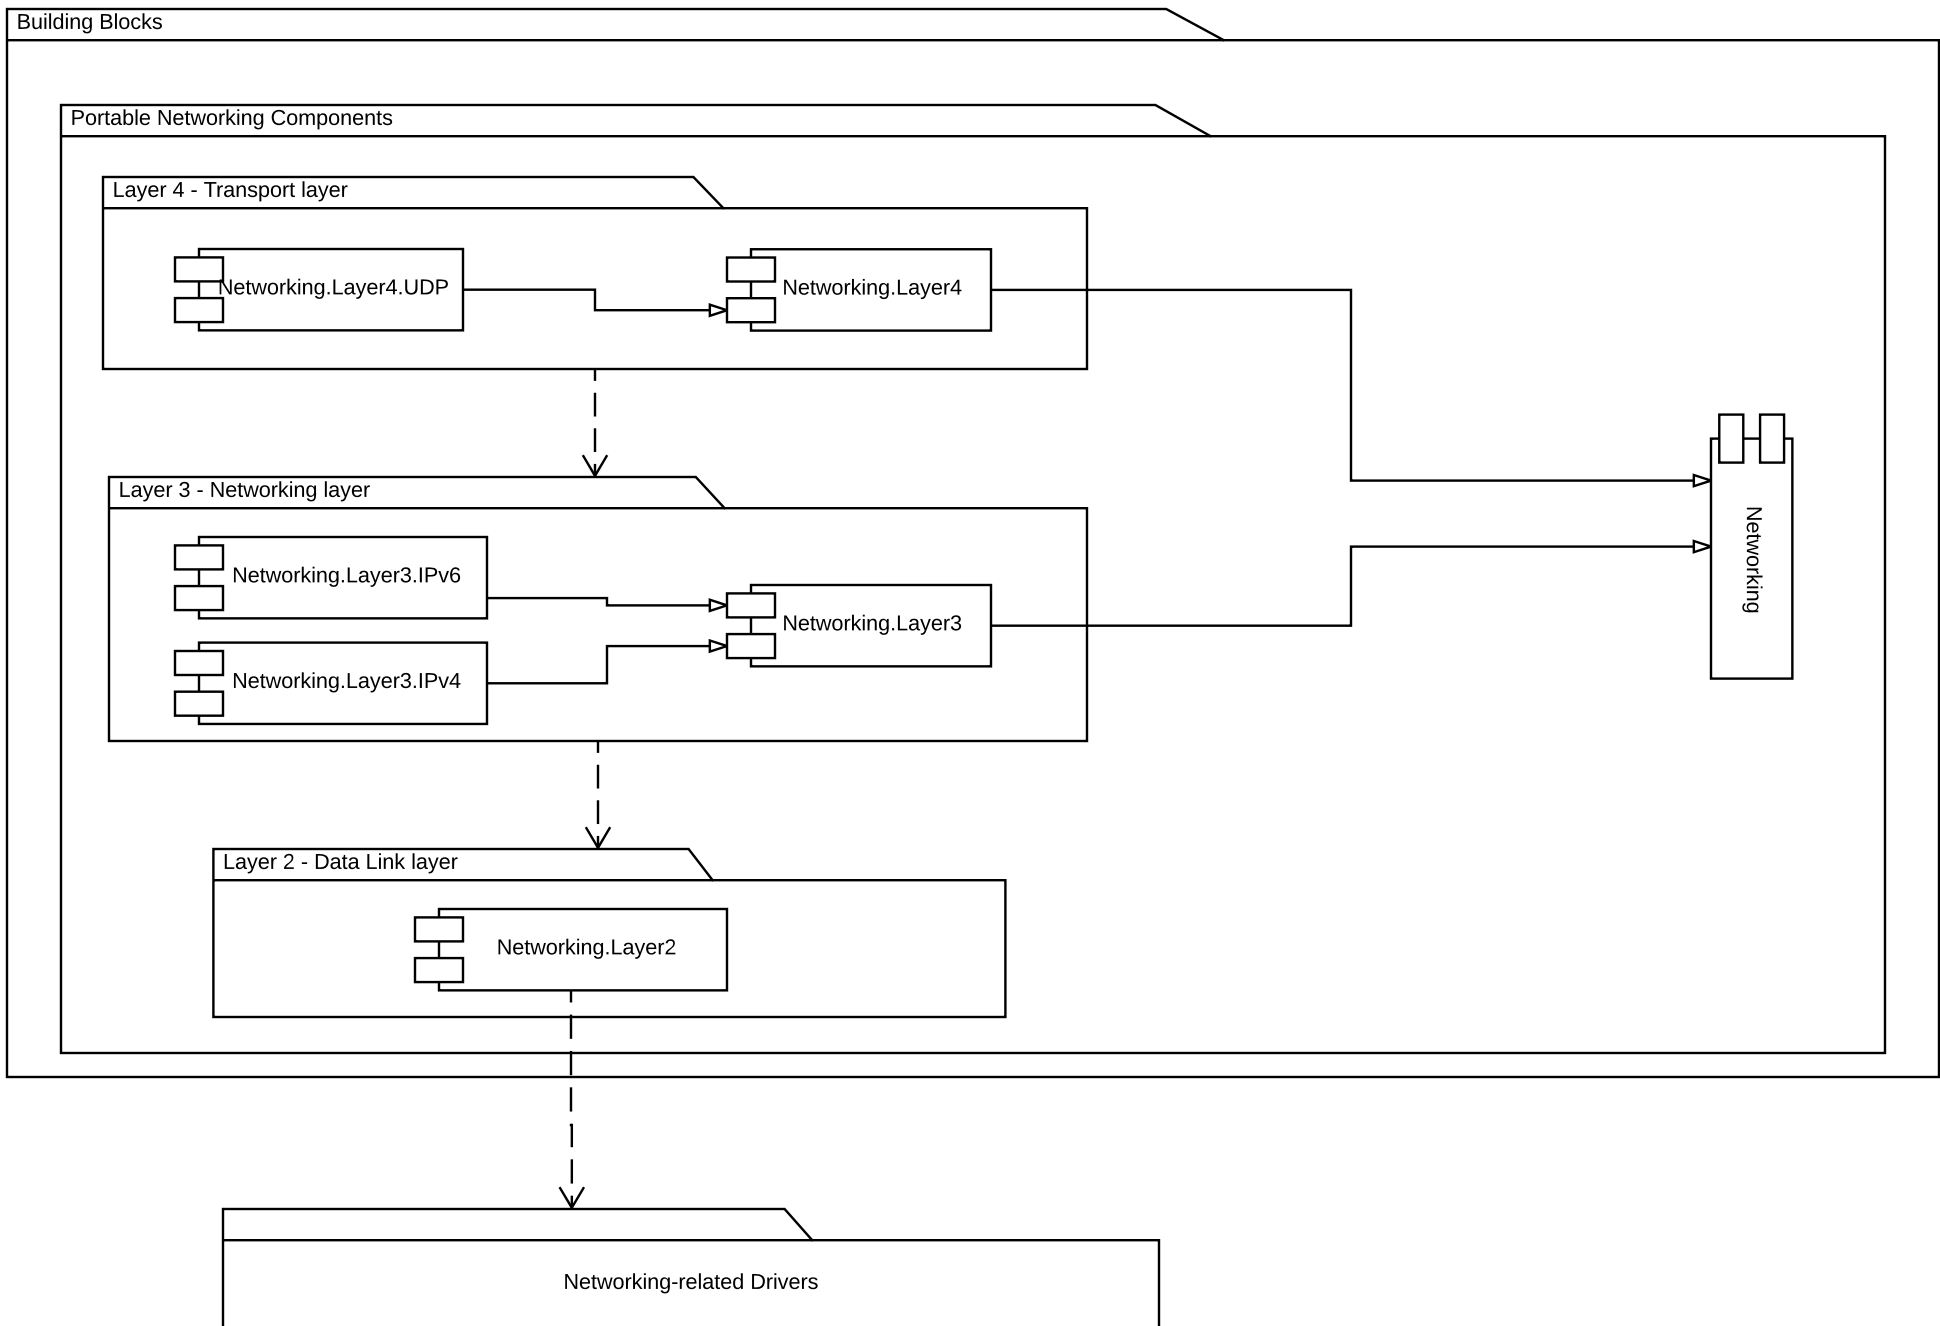 Building Blocks
Portable Networking Components
Layer 4 - Transport layer
Networking.Layer4.UDP
Networking.Layer4
Layer 3 - Networking layer
Networking.Layer3.IPv6
Networking.Layer3
Networking.Layer3.IPv4
Networking
Layer 2 - Data Link layer
Networking.Layer2
Networking-related Drivers